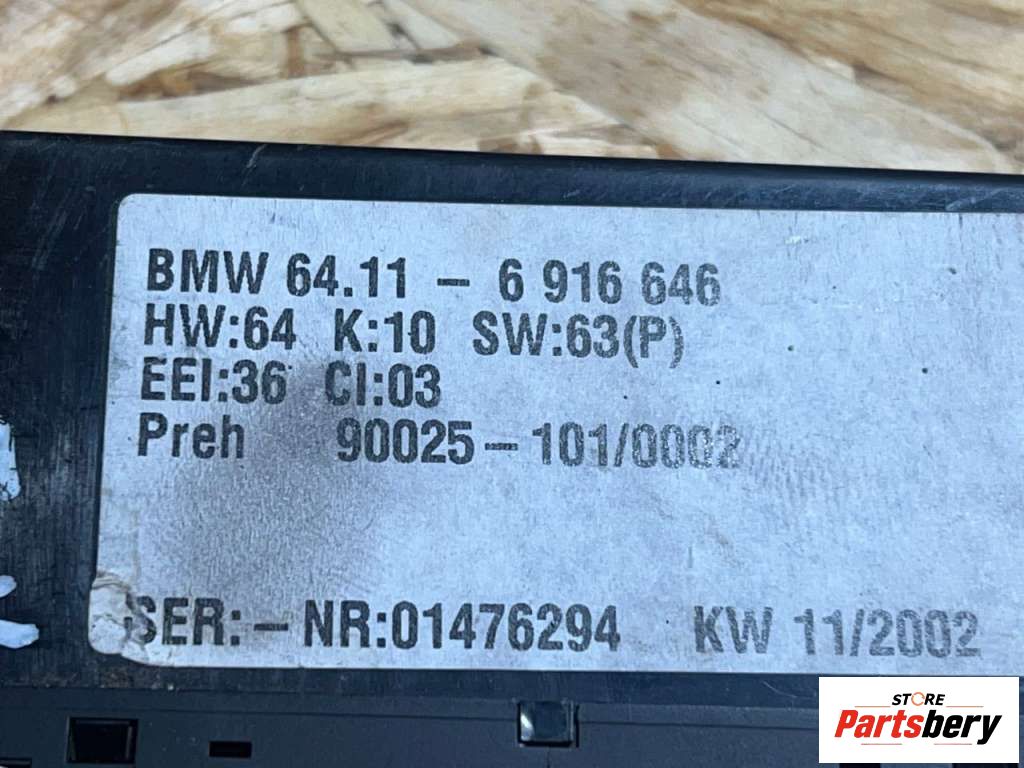 BMW 64.11 - 6 916 646
HW:64 K:10 SW:63(P)
EEI:36 CI:03
Preh 90025-101/0002
SER:-NR:01476294 KW 11/2002
STORE
Partsbery